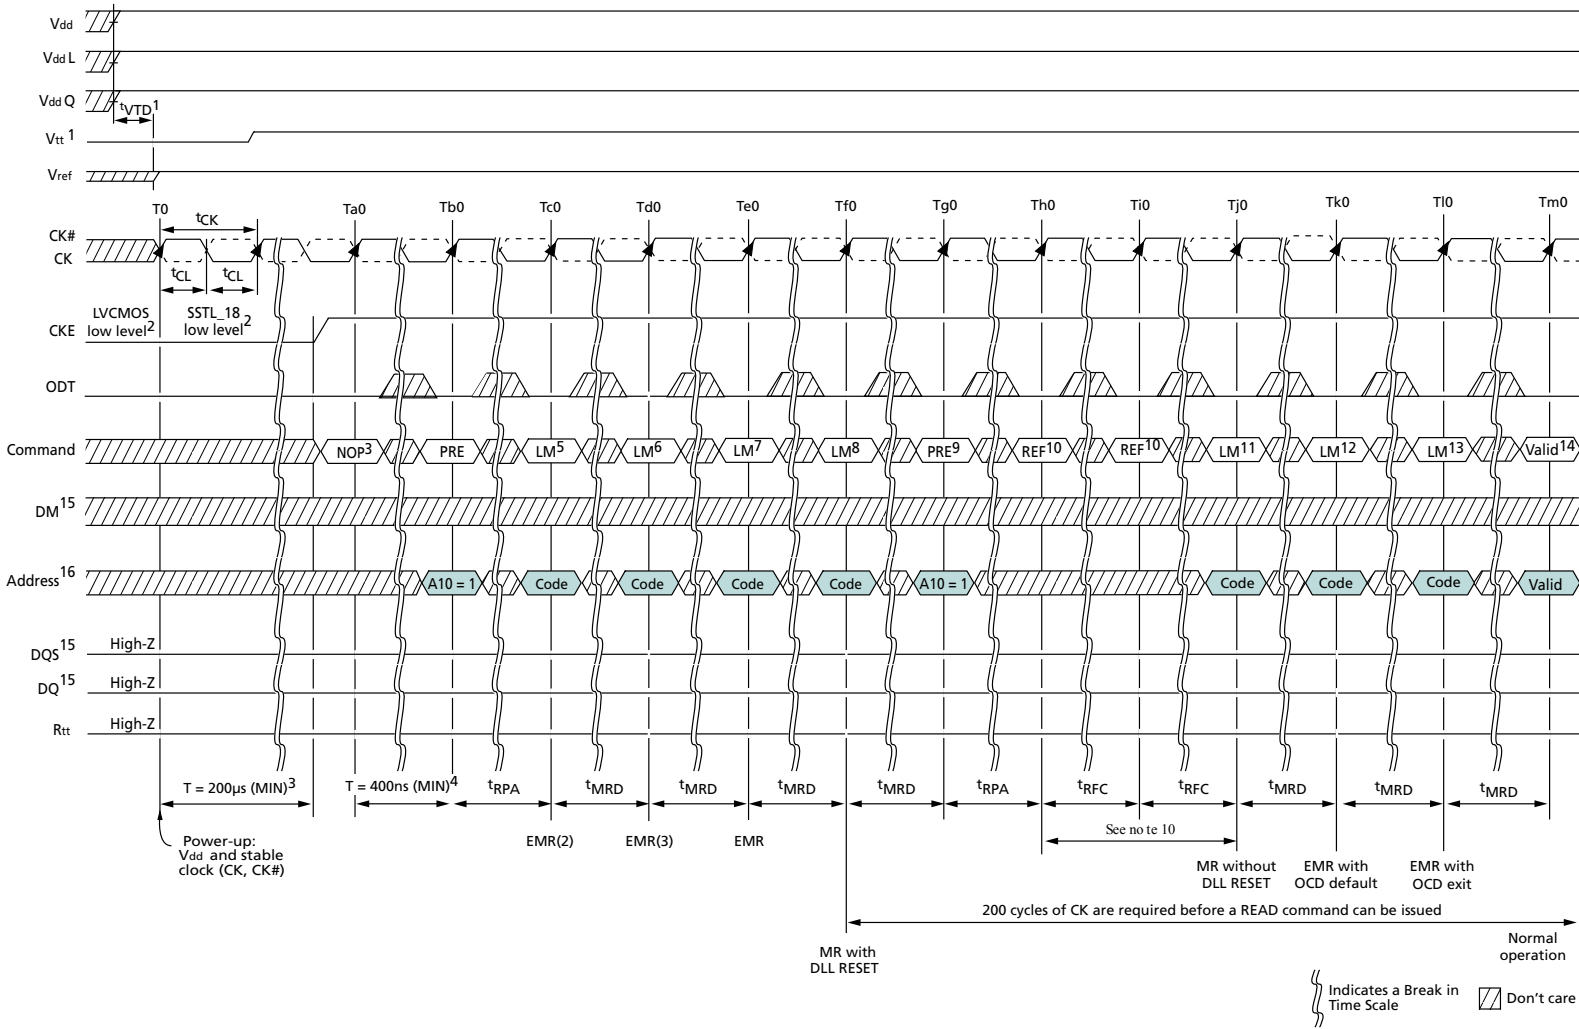 Vdd
Vdd L
Vdd Q
tVTD1
Vtt 1
Vref
T0 Ta0 Tb0 Tc0 Td0 Te0 Tf0 Tg0 Th0 Ti0 Tj0 Tk0 Tl0 Tm0
tCK
CK#
CK
tCL tCL
LVCMOS
low level2
SSTL_18
low level2
CKE
ODT
Command NOP3 PRE LM5 LM6 LM7 LM8 PRE9 REF10 REF10 LM11 LM12 LM13 Valid14
DM15
Address16 A10 = 1 Code Code Code Code A10 = 1 Code Code Code Valid
DQS15 High-Z
DQ15 High-Z
Rtt High-Z
T = 200µs (MIN)3 T = 400ns (MIN)4 tRPA tMRD tMRD tMRD tMRD tRPA tRFC tRFC tMRD tMRD tMRD
Power-up:
Vdd and stable
clock (CK, CK#)
EMR(2) EMR(3) EMR
See no te 10
MR without
DLL RESET
EMR with
OCD default
EMR with
OCD exit
200 cycles of CK are required before a READ command can be issued
MR with
DLL RESET
Normal
operation
Indicates a Break in
Time Scale
Don't care